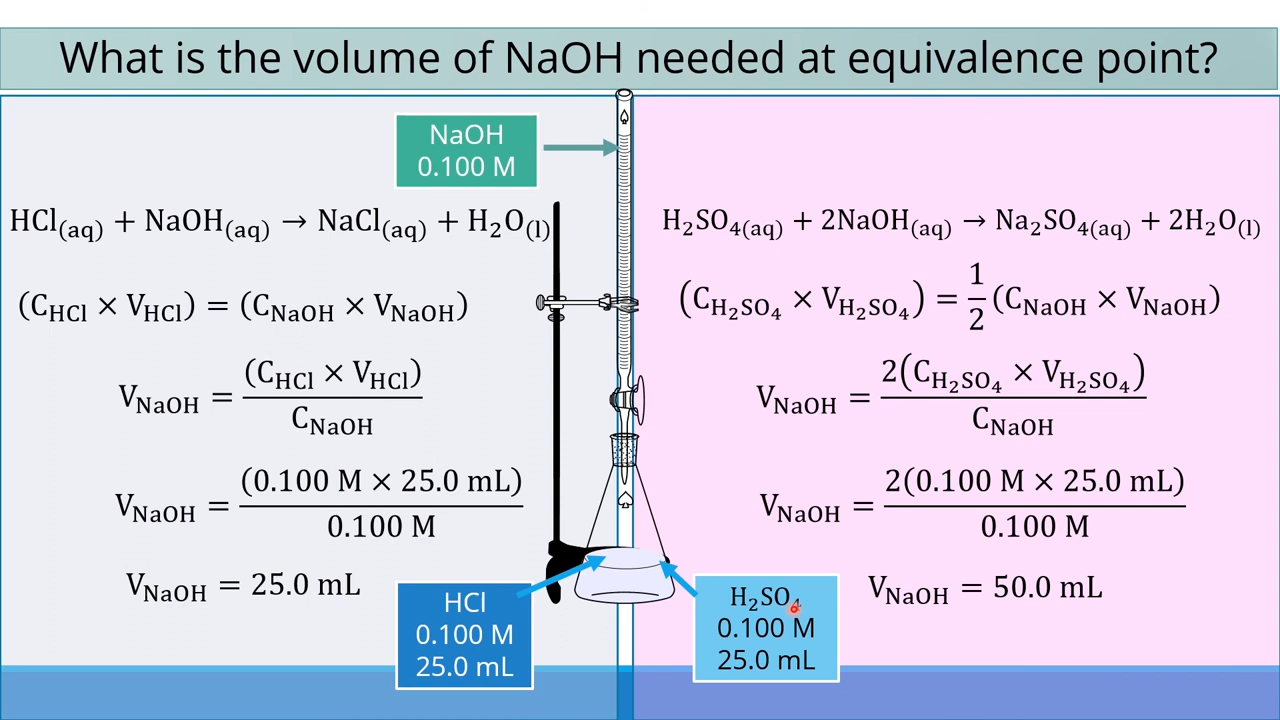 What is the volume of NaOH needed at equivalence point?
NaOH
0.100 M
HCl(aq) + NaOH(aq) → NaCl(aq) + H₂O(l)
(C_HCl × V_HCl) = (C_NaOH × V_NaOH)
V_NaOH = (C_HCl × V_HCl) / C_NaOH
V_NaOH = (0.100 M × 25.0 mL) / 0.100 M
V_NaOH = 25.0 mL
HCl
0.100 M
25.0 mL
H₂SO₄(aq) + 2NaOH(aq) → Na₂SO₄(aq) + 2H₂O(l)
(C_H₂SO₄ × V_H₂SO₄) = 1/2 (C_NaOH × V_NaOH)
V_NaOH = 2(C_H₂SO₄ × V_H₂SO₄) / C_NaOH
V_NaOH = 2(0.100 M × 25.0 mL) / 0.100 M
V_NaOH = 50.0 mL
H₂SO₄
0.100 M
25.0 mL